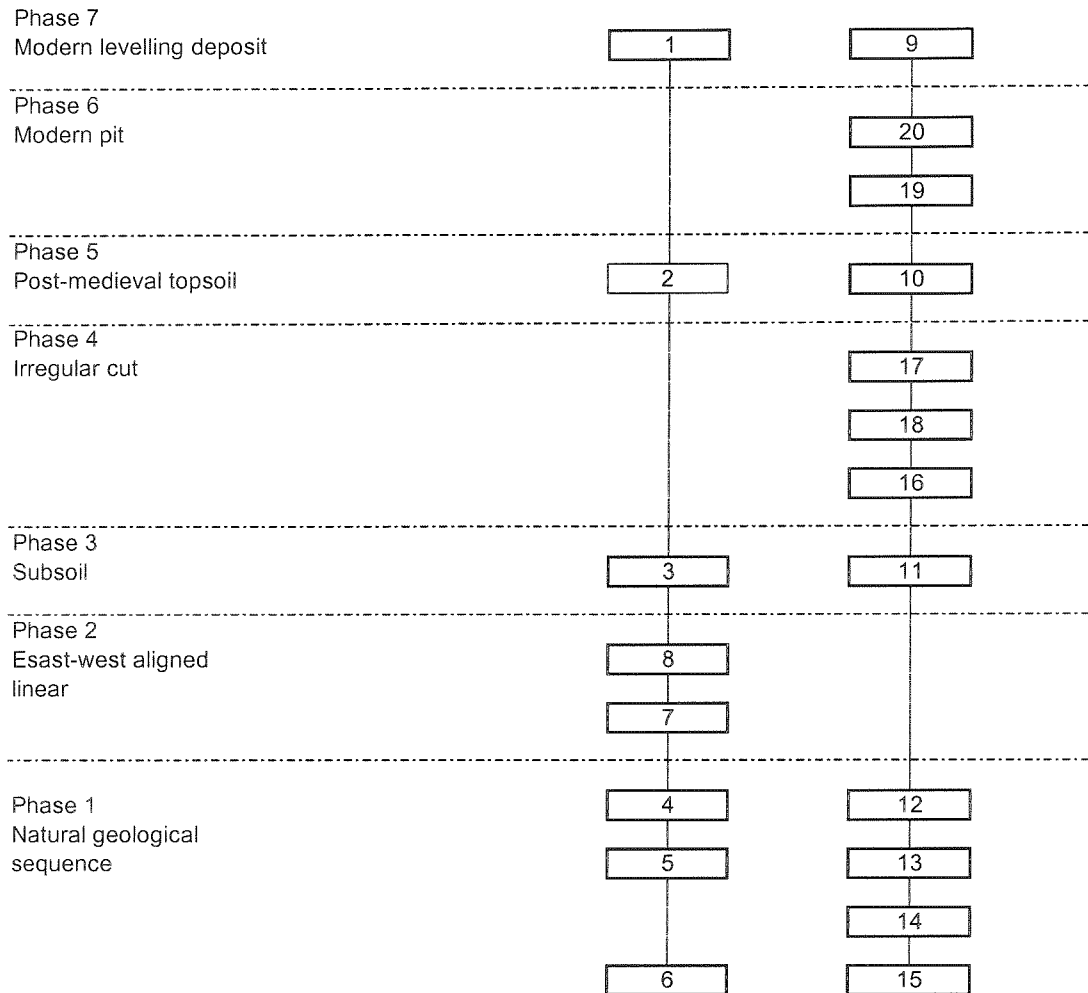 Phase 7
Modern levelling deposit
1 9
Phase 6
Modern pit
20
19
Phase 5
Post-medieval topsoil
2 10
Phase 4
Irregular cut
17
18
16
Phase 3
Subsoil
3 11
Phase 2
Esast-west aligned
linear
8
7
Phase 1
Natural geological
sequence
4 12
5 13
14
6 15